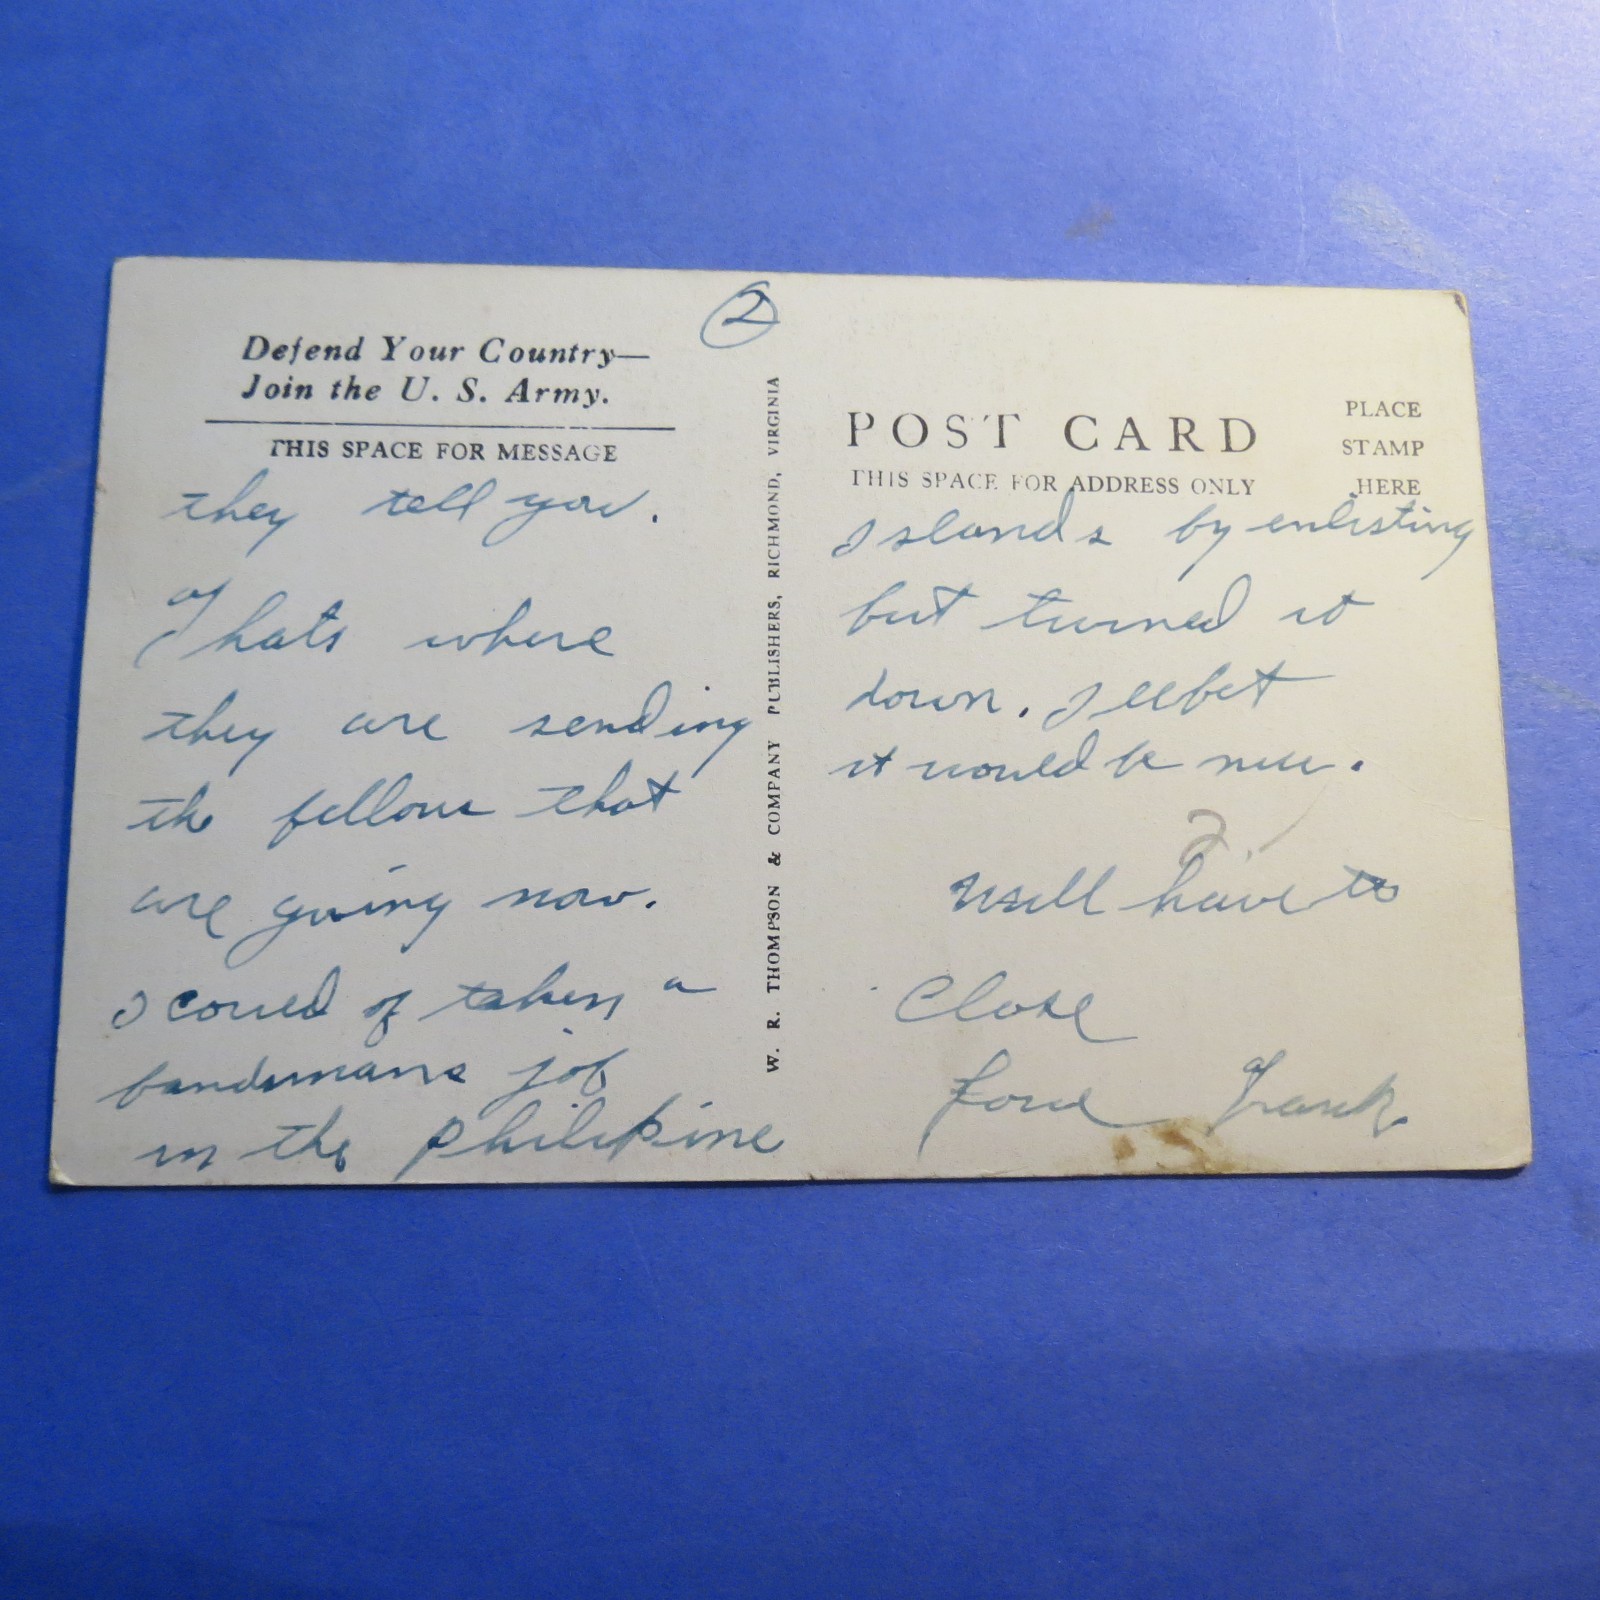 2
Defend Your Country—
Join the U. S. Army.
THIS SPACE FOR MESSAGE
they tell you.
Thats where
they are sending
the fellows that
are going now.
I could of taken a
bandsmans job
in the Philipine
W. R. THOMPSON & COMPANY PUBLISHERS, RICHMOND, VIRGINIA
POST CARD
THIS SPACE FOR ADDRESS ONLY
PLACE
STAMP
HERE
Islands by enlisting
but turned it
down. I
it would be nice.
2
Well have to
Close
Love Frank.